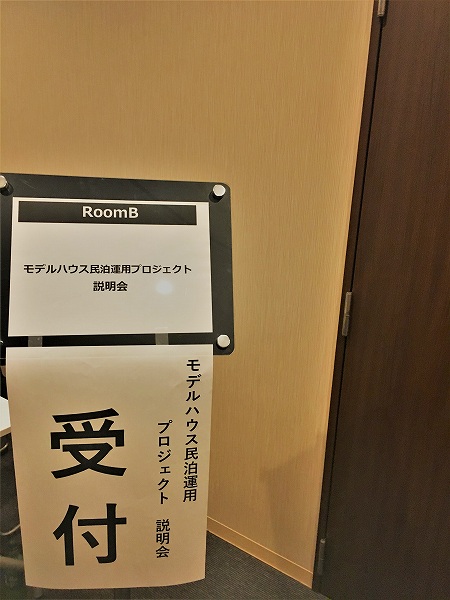 RoomB
モデルハウス民泊運用プロジェクト
説明会
モデルハウス民泊運用
プロジェクト 説明会
受付